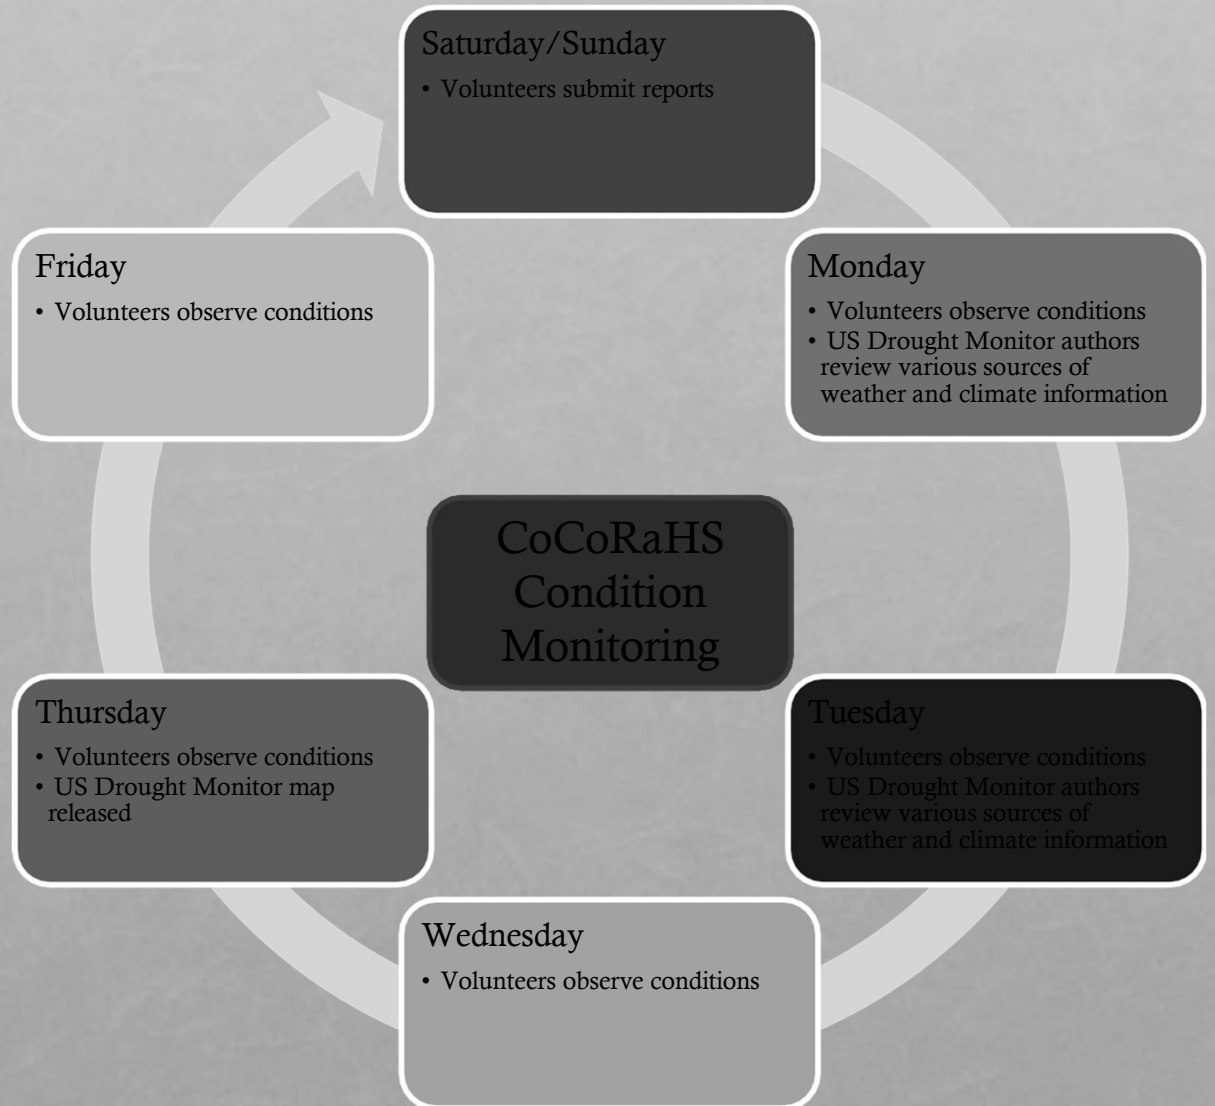 Saturday/Sunday
• Volunteers submit reports
Monday
• Volunteers observe conditions
• US Drought Monitor authors
review various sources of
weather and climate information
Tuesday
• Volunteers observe conditions
• US Drought Monitor authors
review various sources of
weather and climate information
Wednesday
• Volunteers observe conditions
Thursday
• Volunteers observe conditions
• US Drought Monitor map
released
Friday
• Volunteers observe conditions
CoCoRaHS
Condition
Monitoring